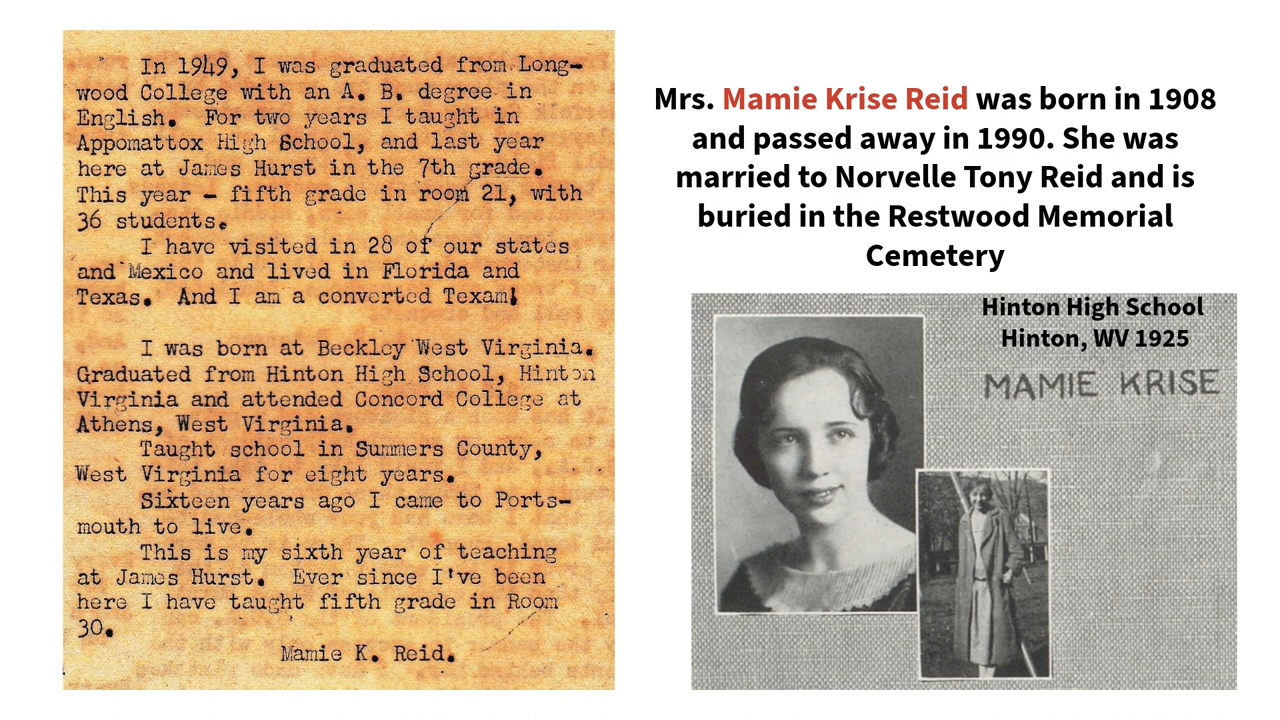 In 1949, I was graduated from Long-
wood College with an A. B. degree in
English. For two years I taught in
Appomattox High School, and last year
here at James Hurst in the 7th grade.
This year - fifth grade in room 21, with
36 students.
I have visited in 28 of our states
and Mexico and lived in Florida and
Texas. And I am a converted Texam!
I was born at Beckley West Virginia.
Graduated from Hinton High School, Hinton
Virginia and attended Concord College at
Athens, West Virginia.
Taught school in Summers County,
West Virginia for eight years.
Sixteen years ago I came to Ports-
mouth to live.
This is my sixth year of teaching
at James Hurst. Ever since I've been
here I have taught fifth grade in Room
30.
Mamie K. Reid.
Mrs. Mamie Krise Reid was born in 1908
and passed away in 1990. She was
married to Norvelle Tony Reid and is
buried in the Restwood Memorial
Cemetery
Hinton High School
Hinton, WV 1925
MAMIE KRISE